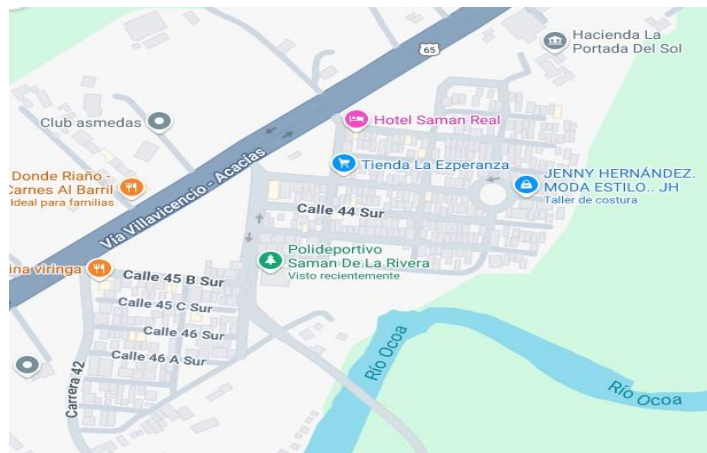 65
Hacienda La
Portada Del Sol
Club asmedas
Hotel Saman Real
Donde Riaño -
Carnes Al Barril
Ideal para familias
Vía Villavicencio - Acacías
Tienda La Ezperanza
JENNY HERNÁNDEZ.
MODA ESTILO.. JH
Taller de costura
Calle 44 Sur
Polideportivo
Saman De La Rivera
Visto recientemente
ina viringa
Calle 45 B Sur
Calle 45 C Sur
Calle 46 Sur
Calle 46 A Sur
Carrera 42
Río Ocoa
Río Ocoa